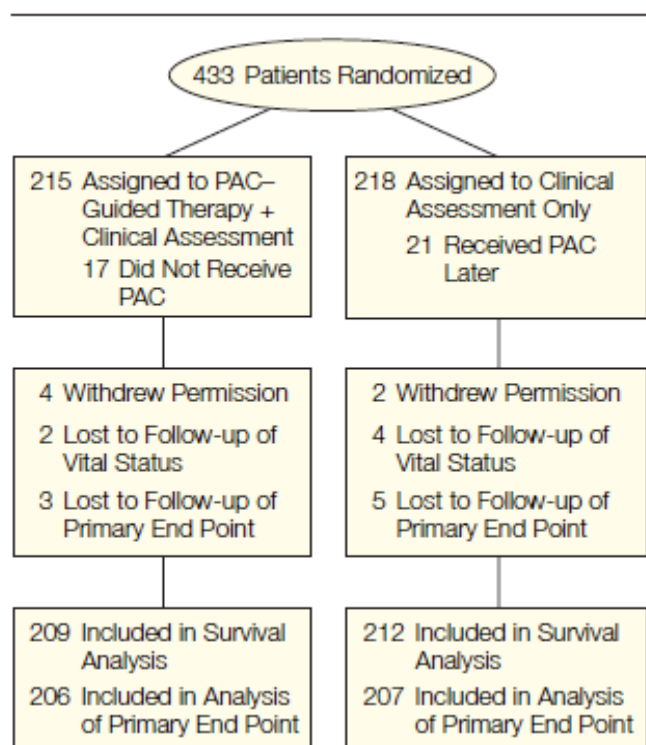 433 Patients Randomized
215 Assigned to PAC–
Guided Therapy +
Clinical Assessment
17 Did Not Receive
PAC
218 Assigned to Clinical
Assessment Only
21 Received PAC
Later
4 Withdrew Permission
2 Lost to Follow-up of
Vital Status
3 Lost to Follow-up of
Primary End Point
2 Withdrew Permission
4 Lost to Follow-up of
Vital Status
5 Lost to Follow-up of
Primary End Point
209 Included in Survival
Analysis
206 Included in Analysis
of Primary End Point
212 Included in Survival
Analysis
207 Included in Analysis
of Primary End Point